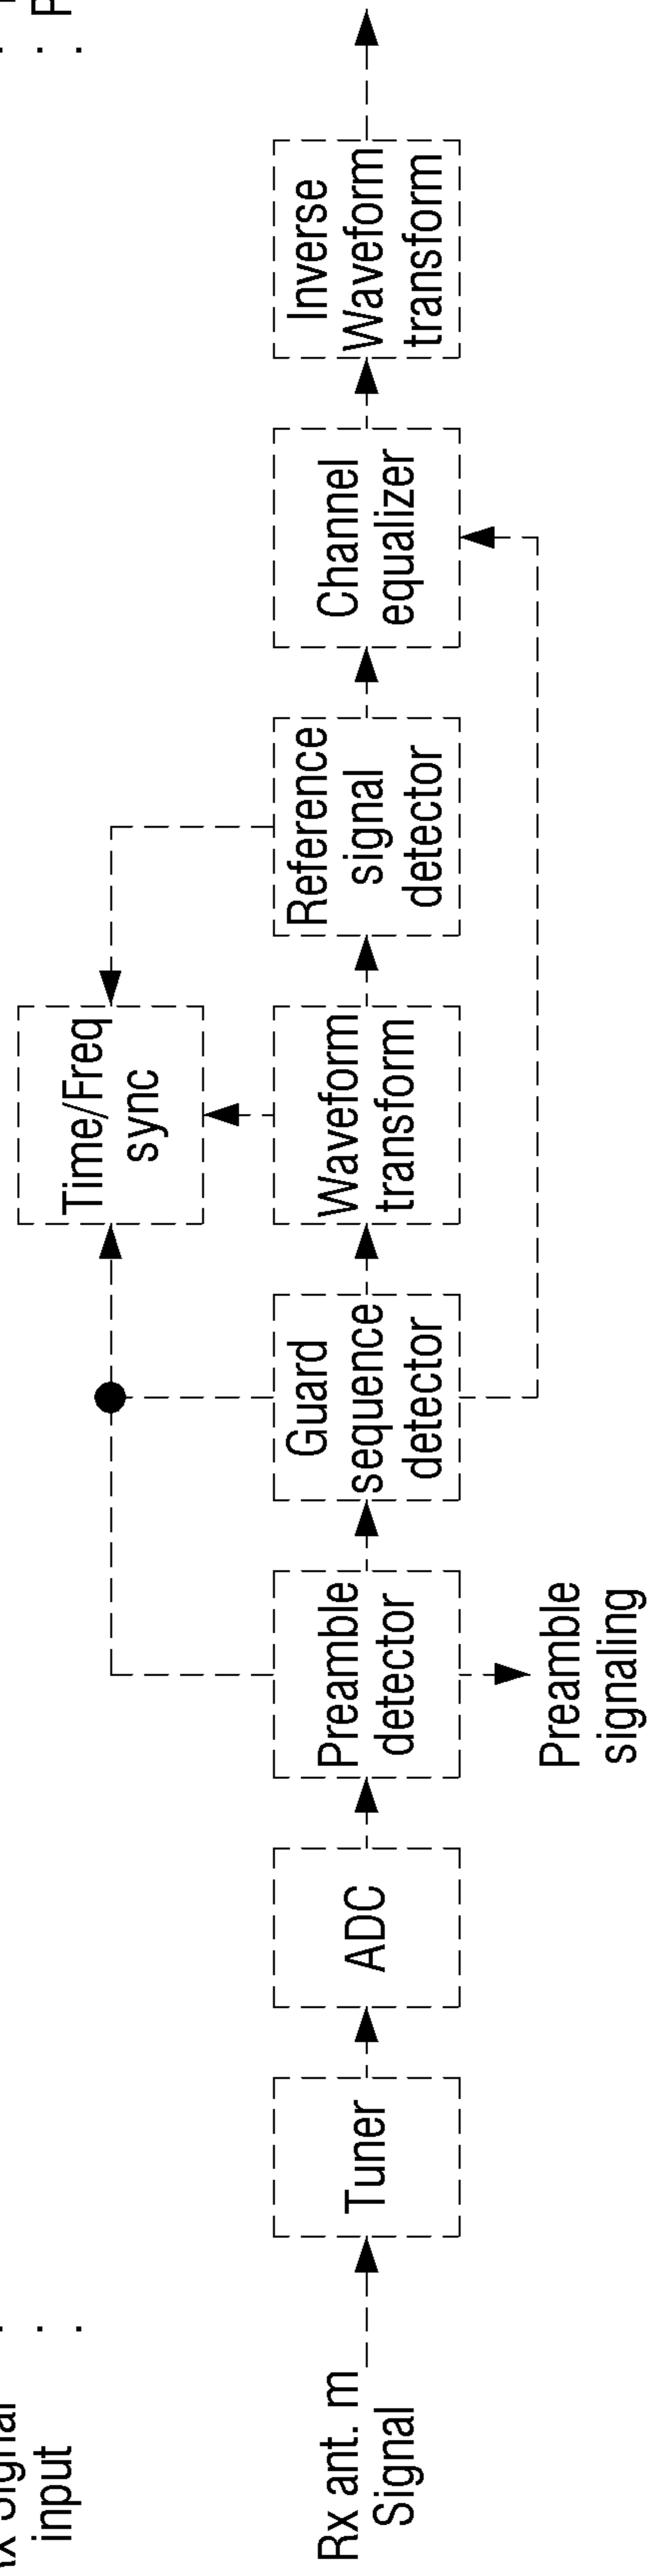 input
Time/Freq
sync
Rx ant. m
Signal
Tuner
ADC
Preamble
detector
Guard
sequence
detector
Waveform
transform
Reference
signal
detector
Channel
equalizer
Inverse
Waveform
transform
Preamble
signaling